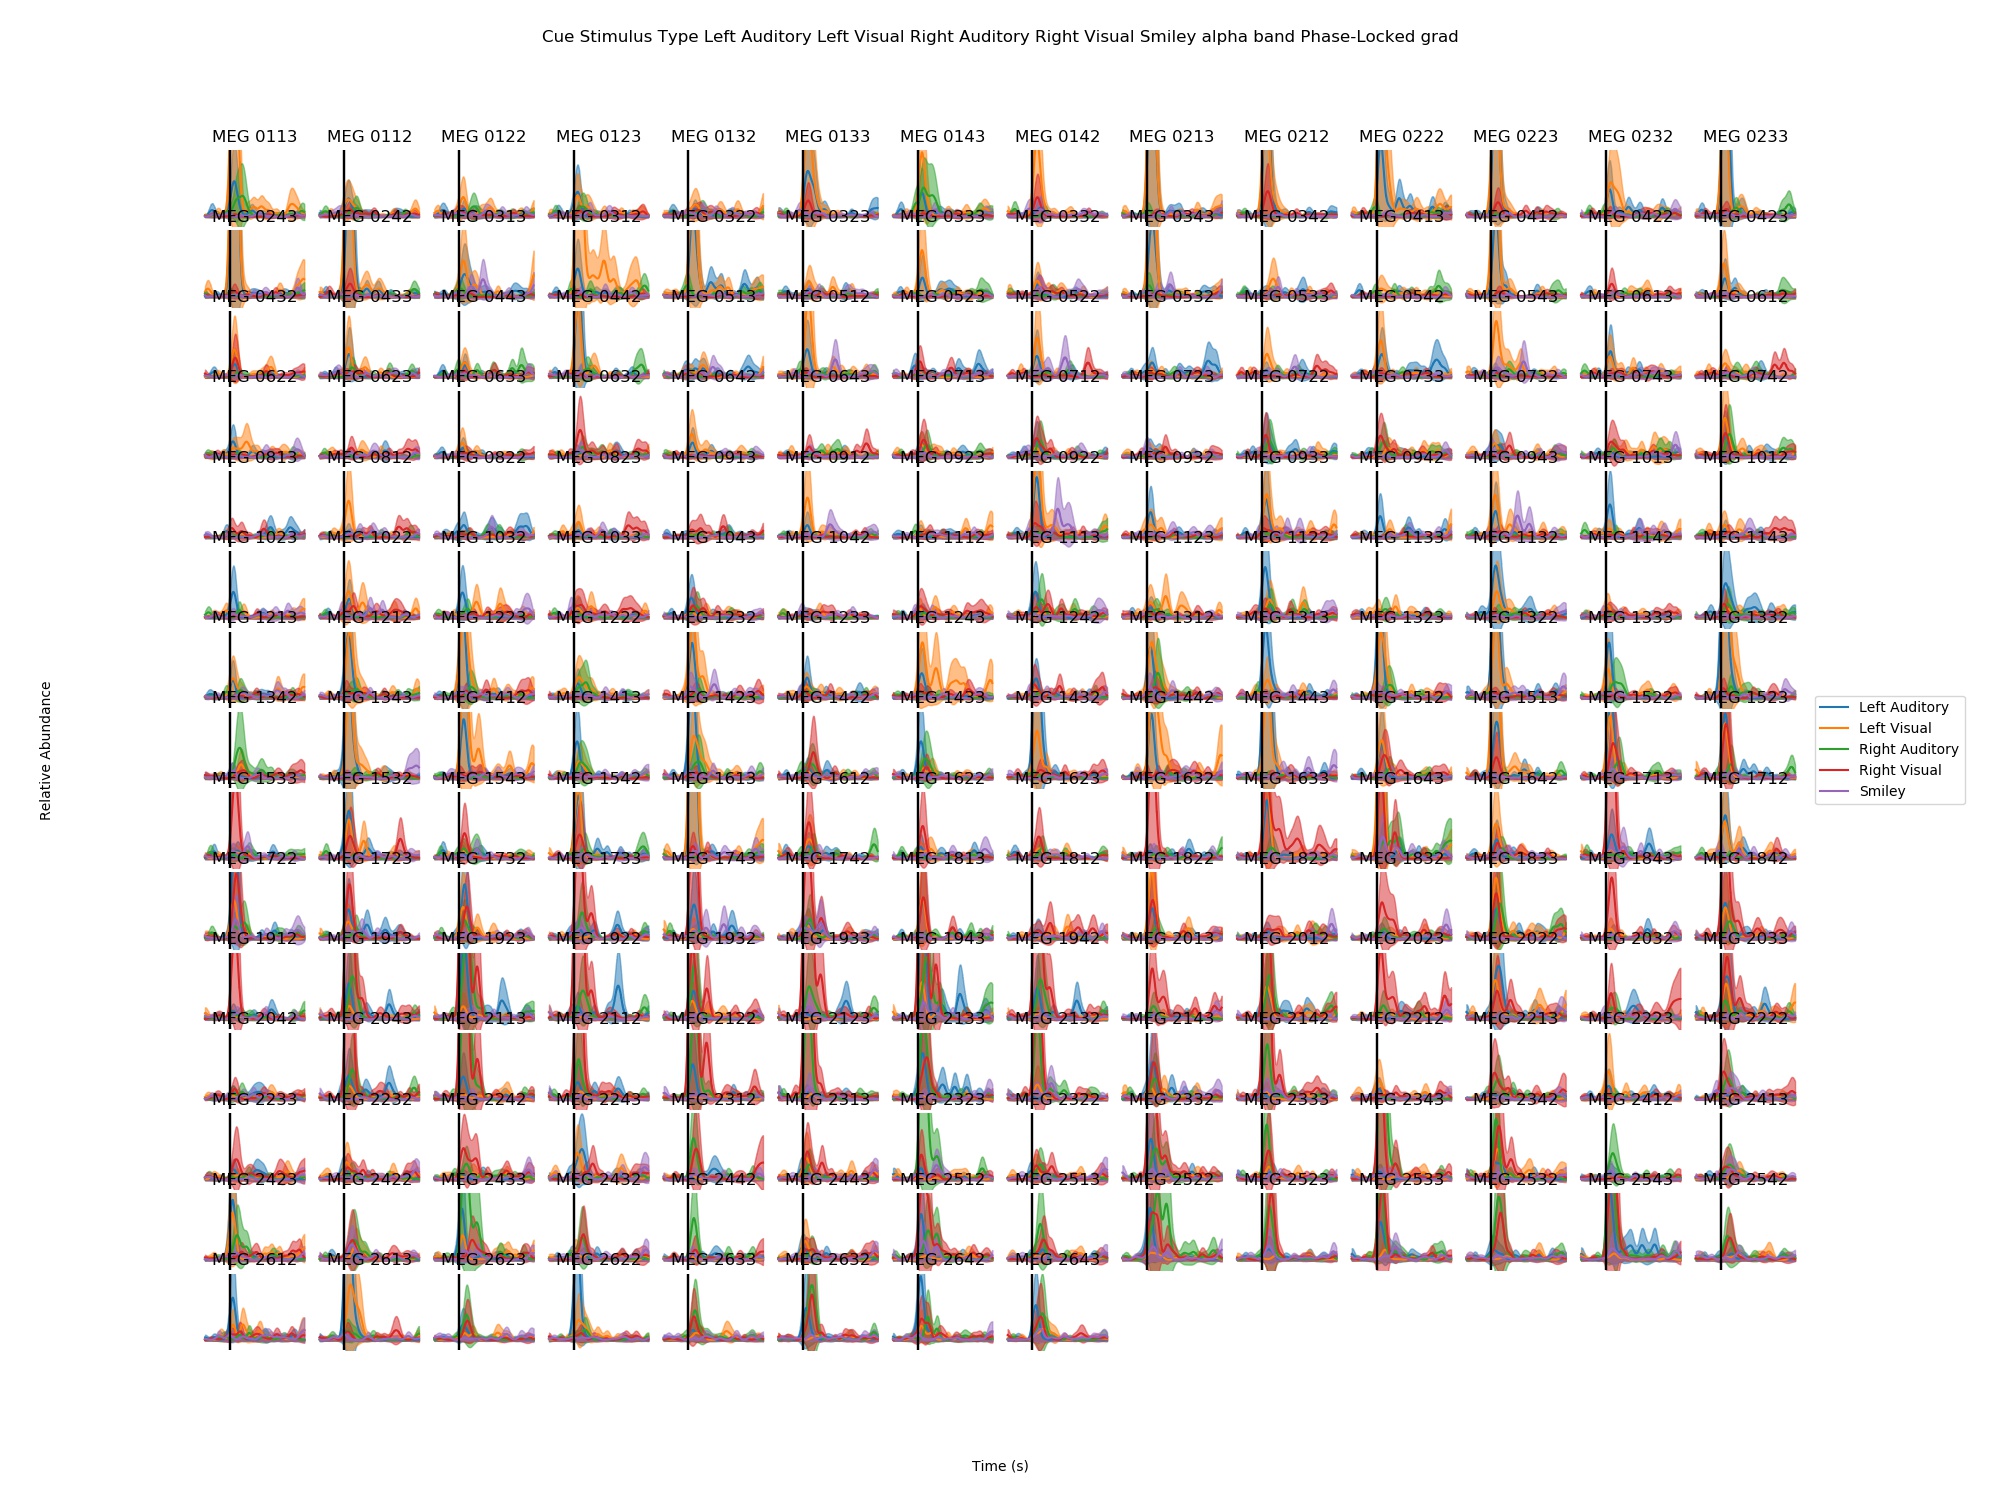 Cue Stimulus Type Left Auditory Left Visual Right Auditory Right Visual Smiley alpha band Phase-Locked grad
MEG 0113 MEG 0112 MEG 0122 MEG 0123 MEG 0132 MEG 0133 MEG 0143 MEG 0142 MEG 0213 MEG 0212 MEG 0222 MEG 0223 MEG 0232 MEG 0233
MEG 0243 MEG 0242 MEG 0313 MEG 0312 MEG 0322 MEG 0323 MEG 0333 MEG 0332 MEG 0343 MEG 0342 MEG 0413 MEG 0412 MEG 0422 MEG 0423
MEG 0432 MEG 0433 MEG 0443 MEG 0442 MEG 0513 MEG 0512 MEG 0523 MEG 0522 MEG 0532 MEG 0533 MEG 0542 MEG 0543 MEG 0613 MEG 0612
MEG 0622 MEG 0623 MEG 0633 MEG 0632 MEG 0642 MEG 0643 MEG 0713 MEG 0712 MEG 0723 MEG 0722 MEG 0733 MEG 0732 MEG 0743 MEG 0742
MEG 0813 MEG 0812 MEG 0822 MEG 0823 MEG 0913 MEG 0912 MEG 0923 MEG 0922 MEG 0932 MEG 0933 MEG 0942 MEG 0943 MEG 1013 MEG 1012
MEG 1023 MEG 1022 MEG 1032 MEG 1033 MEG 1043 MEG 1042 MEG 1112 MEG 1113 MEG 1123 MEG 1122 MEG 1133 MEG 1132 MEG 1142 MEG 1143
MEG 1213 MEG 1212 MEG 1223 MEG 1222 MEG 1232 MEG 1233 MEG 1243 MEG 1242 MEG 1312 MEG 1313 MEG 1323 MEG 1322 MEG 1333 MEG 1332
MEG 1342 MEG 1343 MEG 1412 MEG 1413 MEG 1423 MEG 1422 MEG 1433 MEG 1432 MEG 1442 MEG 1443 MEG 1512 MEG 1513 MEG 1522 MEG 1523
MEG 1533 MEG 1532 MEG 1543 MEG 1542 MEG 1613 MEG 1612 MEG 1622 MEG 1623 MEG 1632 MEG 1633 MEG 1643 MEG 1642 MEG 1713 MEG 1712
MEG 1722 MEG 1723 MEG 1732 MEG 1733 MEG 1743 MEG 1742 MEG 1813 MEG 1812 MEG 1822 MEG 1823 MEG 1832 MEG 1833 MEG 1843 MEG 1842
MEG 1912 MEG 1913 MEG 1923 MEG 1922 MEG 1932 MEG 1933 MEG 1943 MEG 1942 MEG 2013 MEG 2012 MEG 2023 MEG 2022 MEG 2032 MEG 2033
MEG 2042 MEG 2043 MEG 2113 MEG 2112 MEG 2122 MEG 2123 MEG 2133 MEG 2132 MEG 2143 MEG 2142 MEG 2212 MEG 2213 MEG 2223 MEG 2222
MEG 2233 MEG 2232 MEG 2242 MEG 2243 MEG 2312 MEG 2313 MEG 2323 MEG 2322 MEG 2332 MEG 2333 MEG 2343 MEG 2342 MEG 2412 MEG 2413
MEG 2423 MEG 2422 MEG 2433 MEG 2432 MEG 2442 MEG 2443 MEG 2512 MEG 2513 MEG 2522 MEG 2523 MEG 2533 MEG 2532 MEG 2543 MEG 2542
MEG 2612 MEG 2613 MEG 2623 MEG 2622 MEG 2633 MEG 2632 MEG 2642 MEG 2643
Relative Abundance
Left Auditory
Left Visual
Right Auditory
Right Visual
Smiley
Time (s)